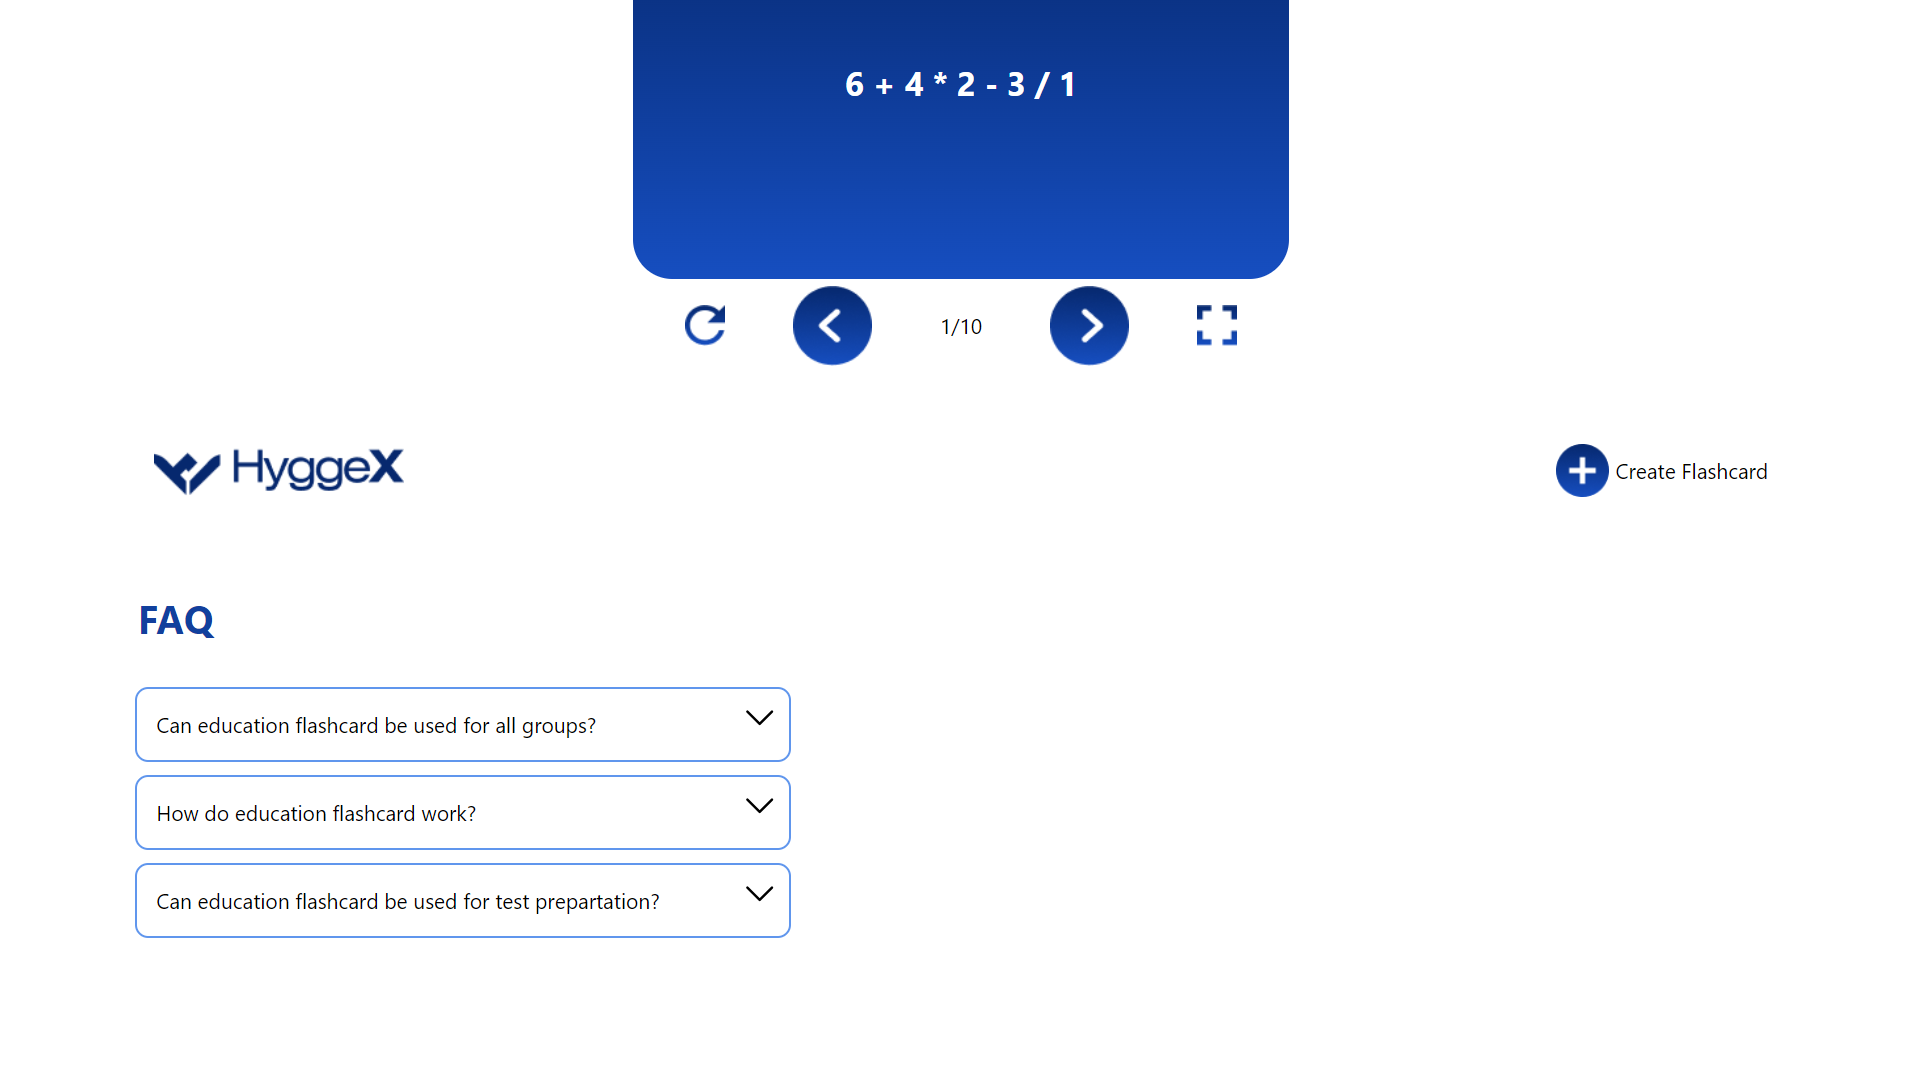 6 + 4 * 2 - 3 / 1
1/10
HyggeX
Create Flashcard
FAQ
Can education flashcard be used for all groups?
How do education flashcard work?
Can education flashcard be used for test prepartation?